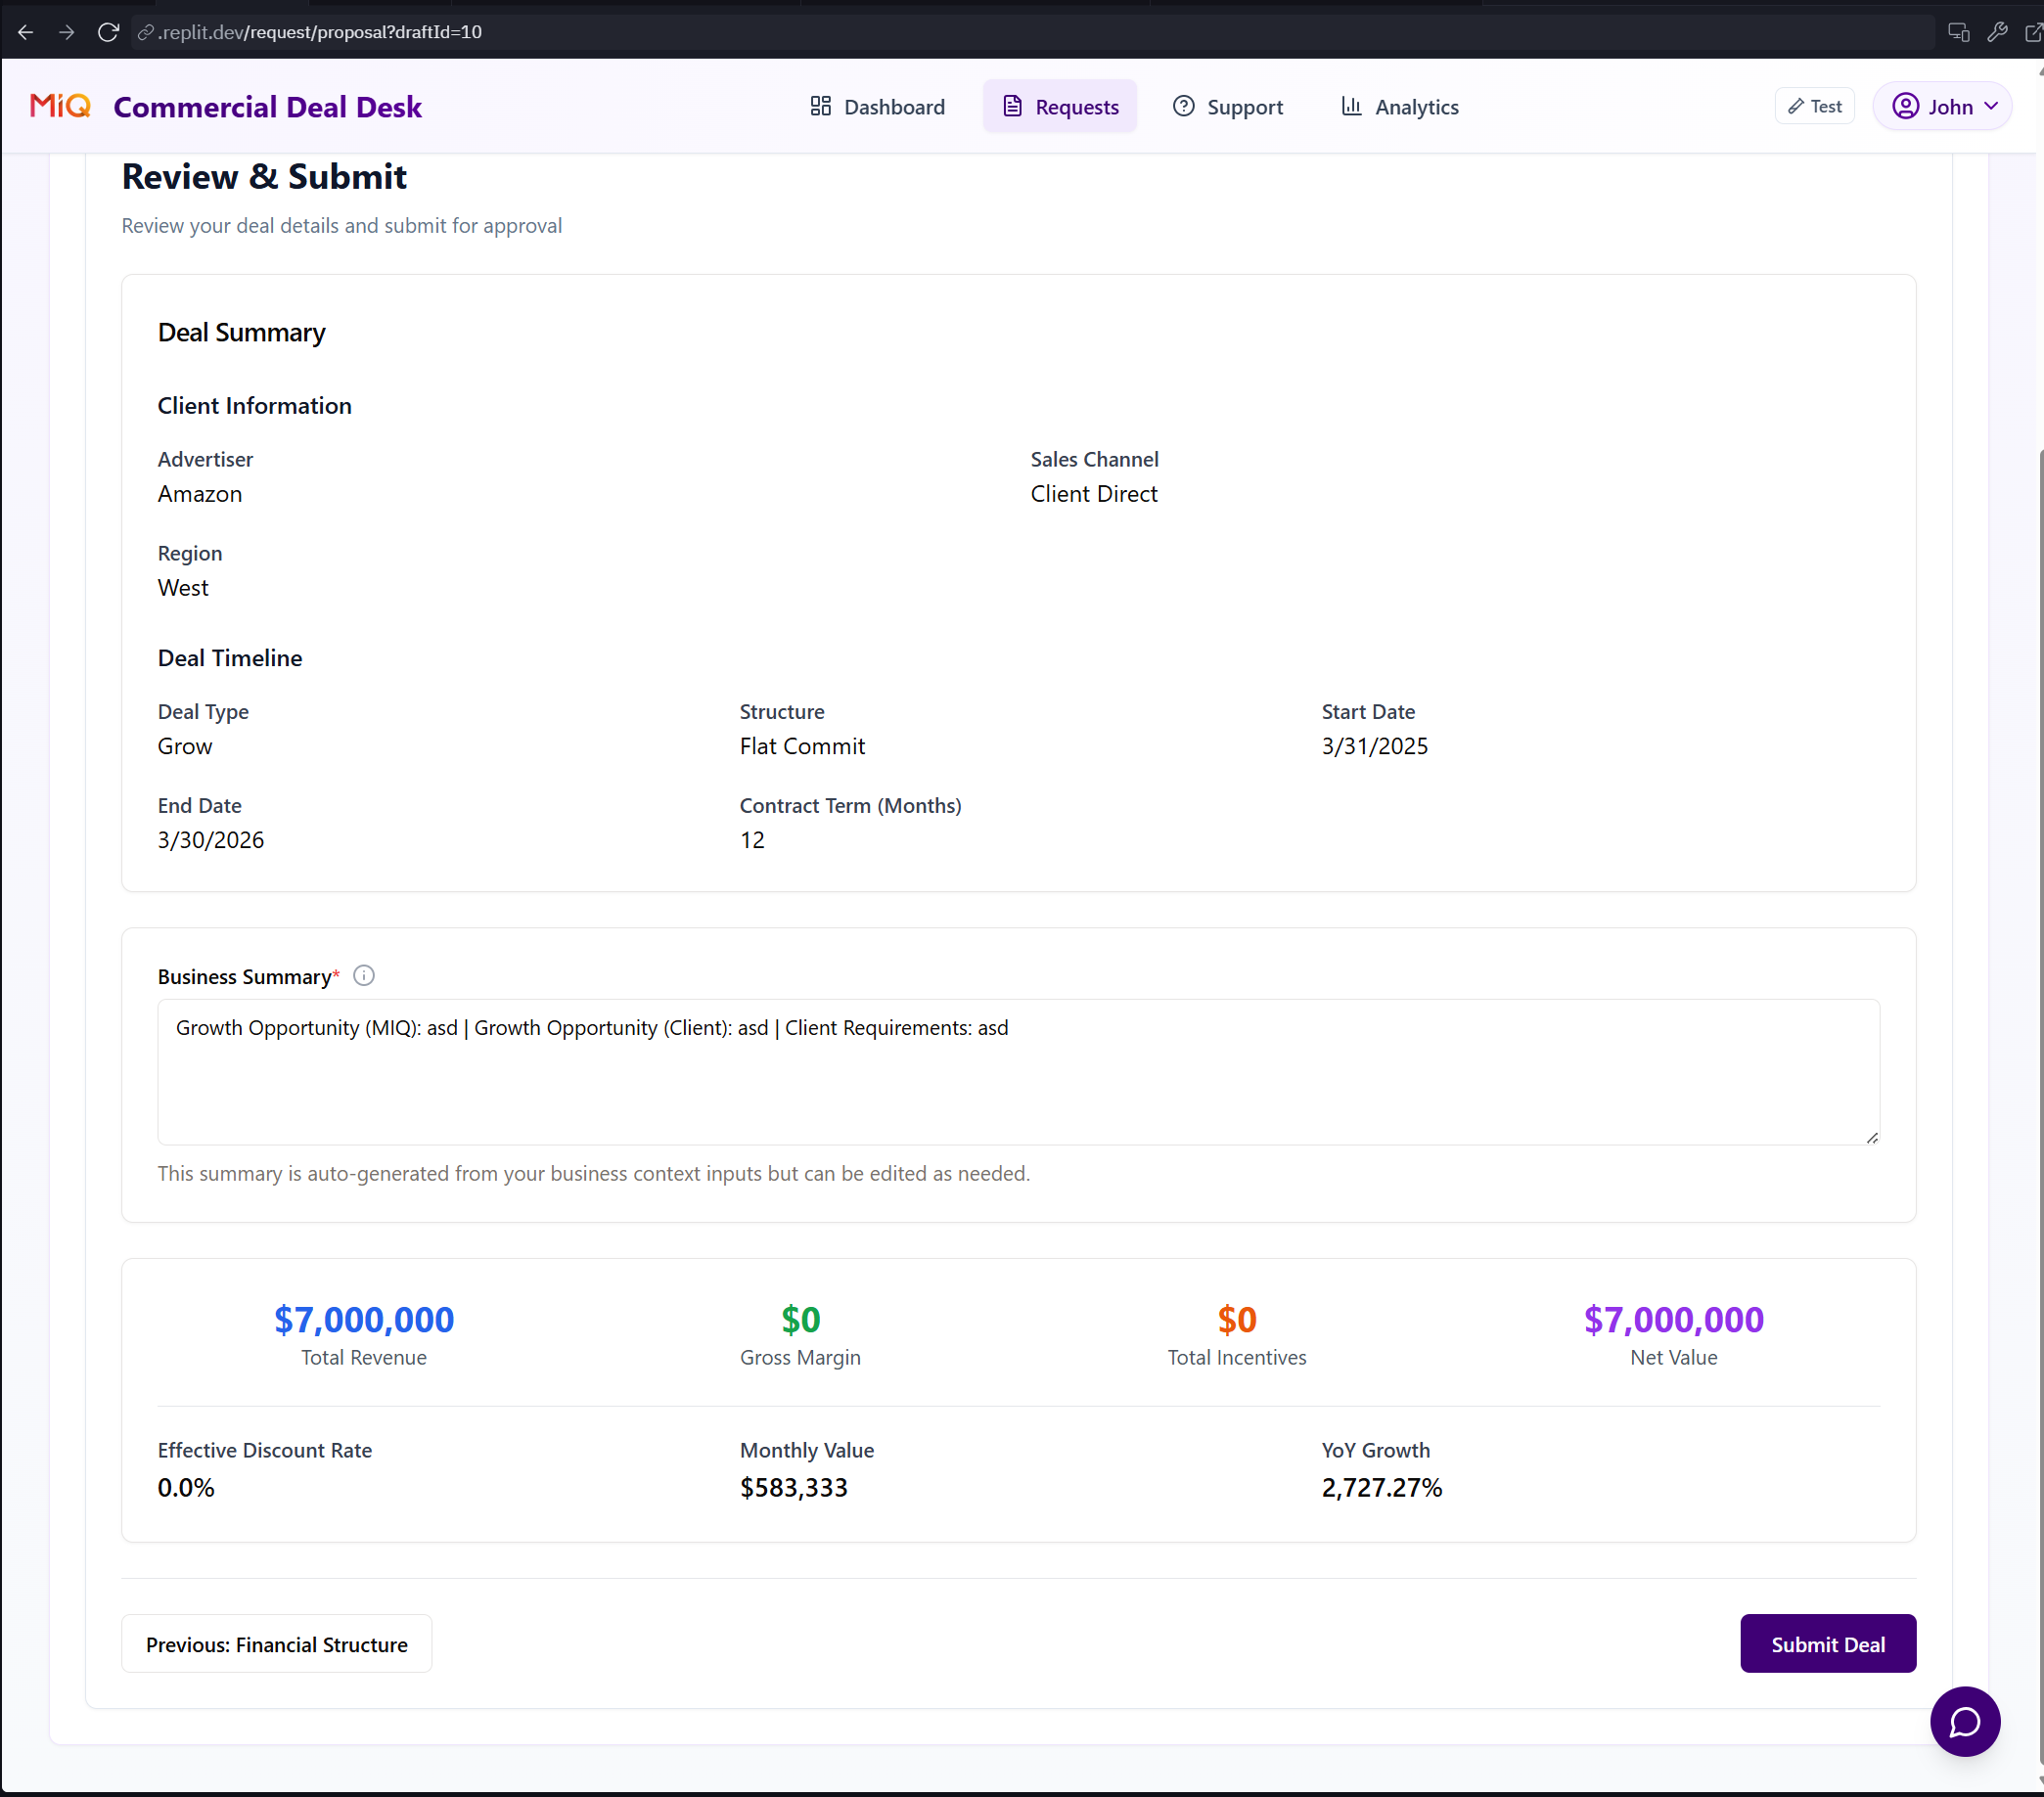 .replit.dev/request/proposal?draftId=10
MiQ Commercial Deal Desk
Dashboard
Requests
Support
Analytics
Test
John
Review & Submit
Review your deal details and submit for approval
Deal Summary
Client Information
Advertiser
Amazon
Sales Channel
Client Direct
Region
West
Deal Timeline
Deal Type
Grow
Structure
Flat Commit
Start Date
3/31/2025
End Date
3/30/2026
Contract Term (Months)
12
Business Summary*
Growth Opportunity (MIQ): asd | Growth Opportunity (Client): asd | Client Requirements: asd
This summary is auto-generated from your business context inputs but can be edited as needed.
$7,000,000
Total Revenue
$0
Gross Margin
$0
Total Incentives
$7,000,000
Net Value
Effective Discount Rate
0.0%
Monthly Value
$583,333
YoY Growth
2,727.27%
Previous: Financial Structure
Submit Deal